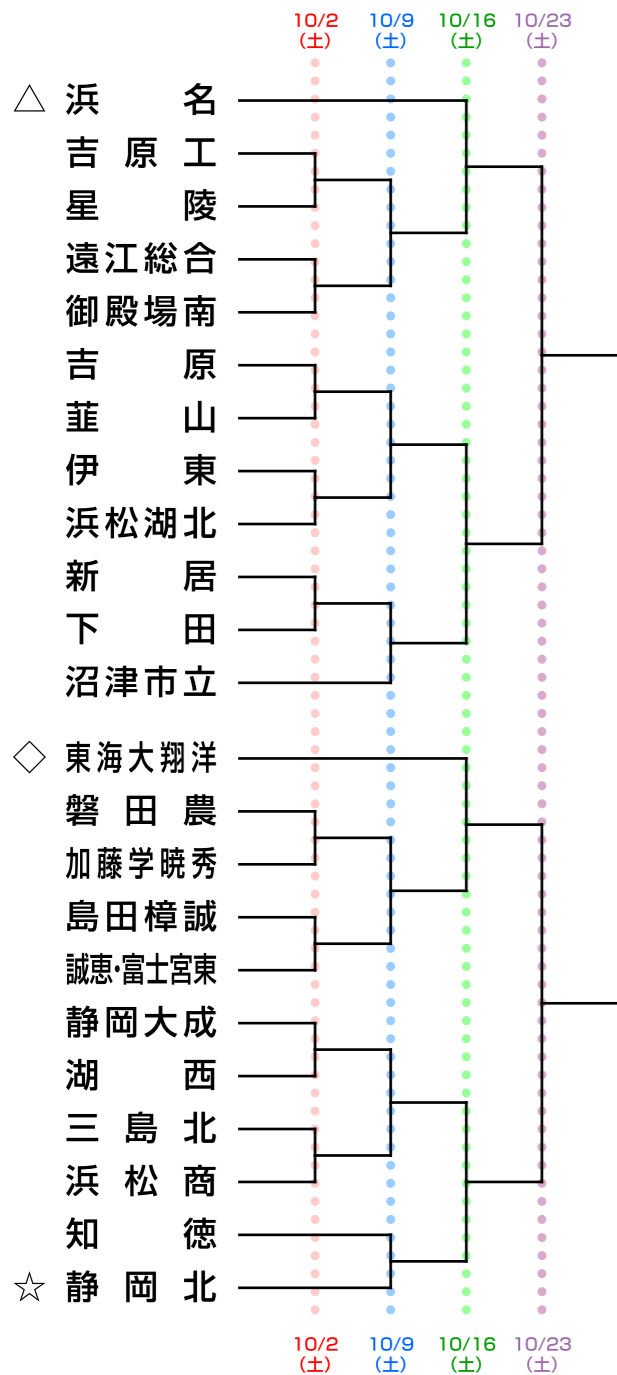 10/2 10/9 10/16 10/23
(土) (土) (土) (土)
△ 浜名
吉原工
星陵
遠江総合
御殿場南
吉原
韮山
伊東
浜松湖北
新居
下田
沼津市立
◇ 東海大翔洋
磐田農
加藤学暁秀
島田樟誠
誠恵・富士宮東
静岡大成
湖西
三島北
浜松商
知徳
☆ 静岡北
10/2 10/9 10/16 10/23
(土) (土) (土) (土)